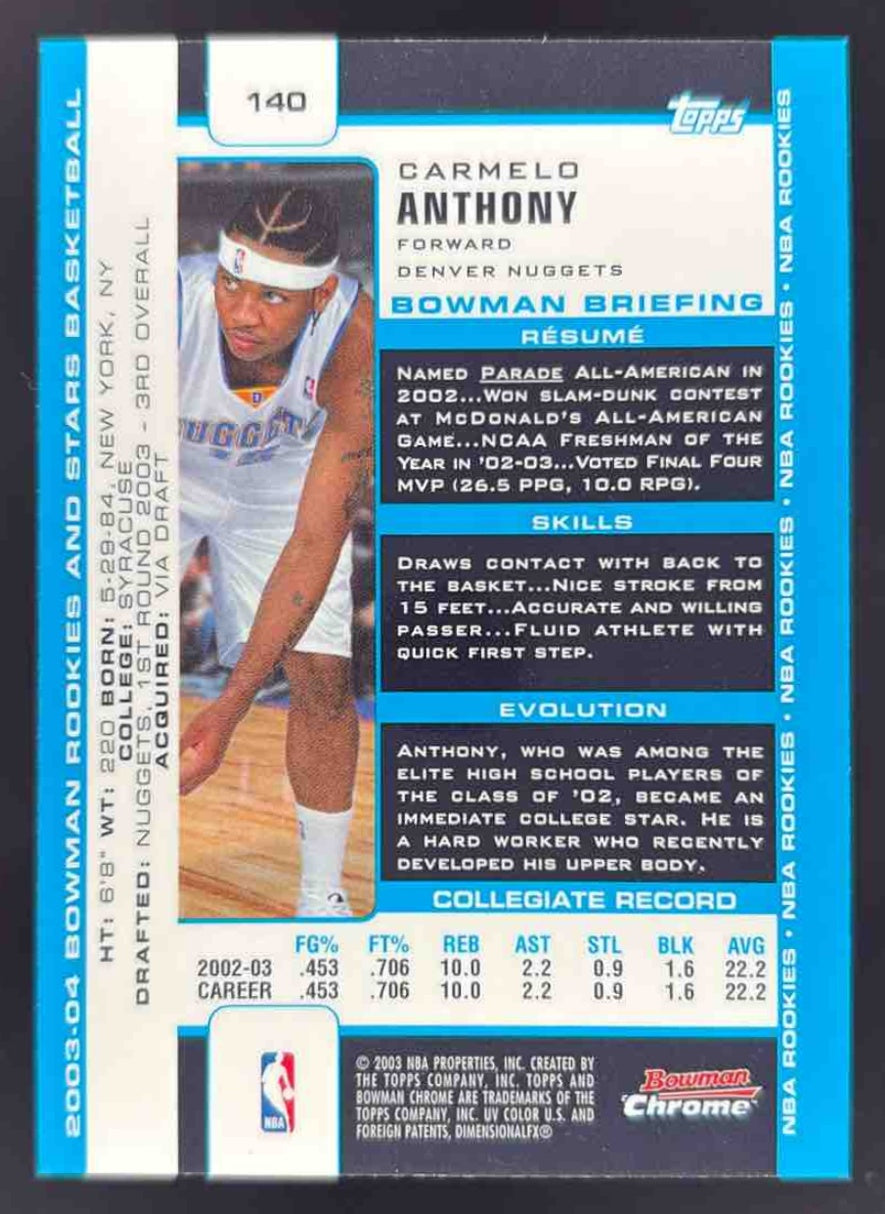 140
Topps
CARMELO
ANTHONY
FORWARD
DENVER NUGGETS
BOWMAN BRIEFING
RÉSUMÉ
NAMED PARADE ALL-AMERICAN IN
2002...WON SLAM-DUNK CONTEST
AT MCDONALD'S ALL-AMERICAN
GAME...NCAA FRESHMAN OF THE
YEAR IN '02-03...VOTED FINAL FOUR
MVP (26.5 PPG, 10.0 RPG).
SKILLS
DRAWS CONTACT WITH BACK TO
THE BASKET...NICE STROKE FROM
15 FEET...ACCURATE AND WILLING
PASSER...FLUID ATHLETE WITH
QUICK FIRST STEP.
EVOLUTION
ANTHONY, WHO WAS AMONG THE
ELITE HIGH SCHOOL PLAYERS OF
THE CLASS OF '02, BECAME AN
IMMEDIATE COLLEGE STAR. HE IS
A HARD WORKER WHO RECENTLY
DEVELOPED HIS UPPER BODY.
COLLEGIATE RECORD
FG% FT% REB AST STL BLK AVG
2002-03 .453 .706 10.0 2.2 0.9 1.6 22.2
CAREER .453 .706 10.0 2.2 0.9 1.6 22.2
2003-04 BOWMAN ROOKIES AND STARS BASKETBALL
HT: 6'8" WT: 220 BORN: 5-29-84, NEW YORK, NY
COLLEGE: SYRACUSE
DRAFTED: NUGGETS, 1ST ROUND 2003 - 3RD OVERALL
ACQUIRED: VIA DRAFT
NUGGETS
NBA ROOKIES • NBA ROOKIES • NBA ROOKIES • NBA ROOKIES • NBA ROOKIES • NBA ROOKIES
NBA
© 2003 NBA PROPERTIES, INC. CREATED BY
THE TOPPS COMPANY, INC. TOPPS AND
BOWMAN CHROME ARE TRADEMARKS OF THE
TOPPS COMPANY, INC. UV COLOR U.S. AND
FOREIGN PATENTS, DIMENSIONALFX®
Bowman
Chrome